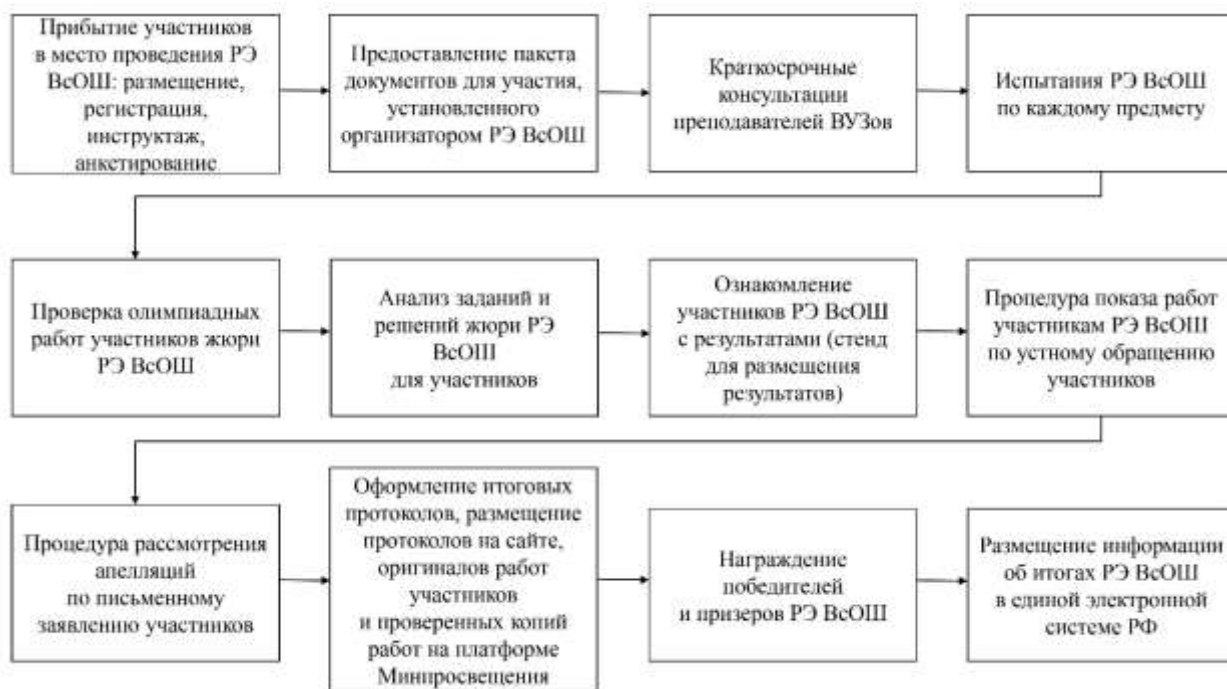 Прибытие участников
в место проведения РЭ
ВсОШ: размещение,
регистрация,
инструктаж,
анкетирование
Предоставление пакета
документов для участия,
установленного
организатором РЭ ВсОШ
Краткосрочные
консультации
преподавателей ВУЗов
Испытания РЭ ВсОШ
по каждому предмету
Проверка олимпиадных
работ участников жюри
РЭ ВсОШ
Анализ заданий и
решений жюри РЭ
ВсОШ
для участников
Ознакомление
участников РЭ ВсОШ
с результатами (стенд
для размещения
результатов)
Процедура показа работ
участникам РЭ ВсОШ
по устному обращению
участников
Процедура рассмотрения
апелляций
по письменному
заявлению участников
Оформление итоговых
протоколов, размещение
протоколов на сайте,
оригиналов работ
участников
и проверенных копий
работ на платформе
Минпросвещения
Награждение
победителей
и призеров РЭ ВсОШ
Размещение информации
об итогах РЭ ВсОШ
в единой электронной
системе РФ